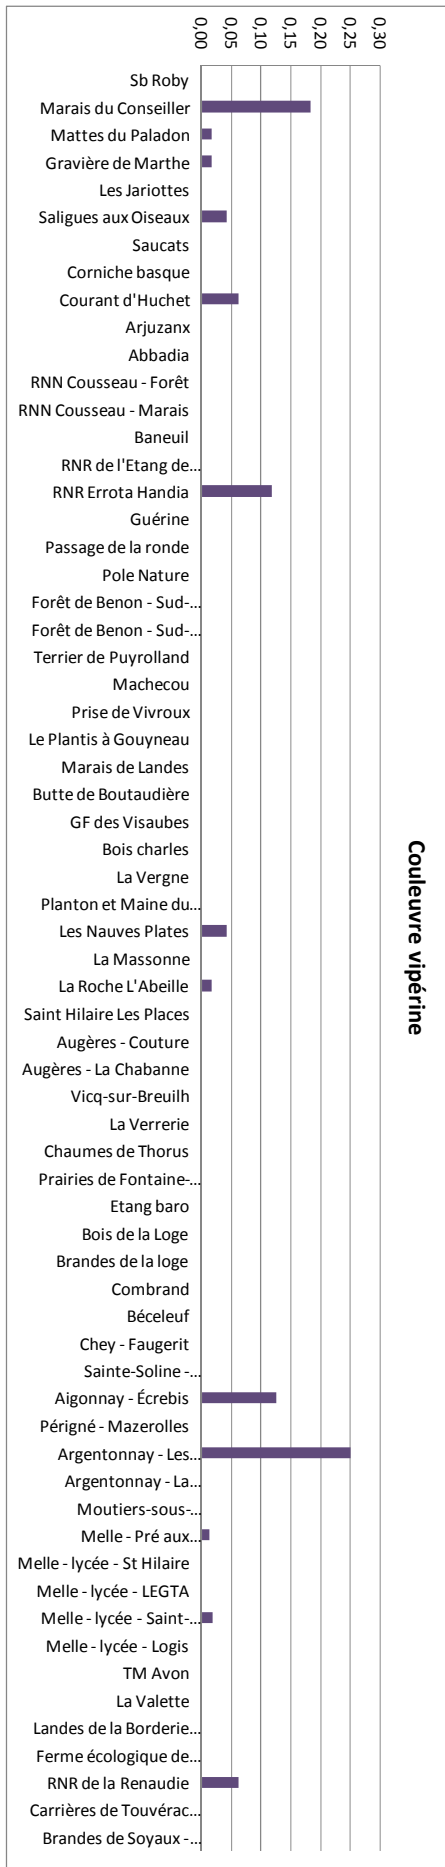 Couleuvre vipérine
0,00
0,05
0,10
0,15
0,20
0,25
0,30
Sb Roby
Marais du Conseiller
Mattes du Paladon
Gravière de Marthe
Les Jariottes
Saligues aux Oiseaux
Saucats
Corniche basque
Courant d'Huchet
Arjuzanx
Abbadia
RNN Cousseau - Forêt
RNN Cousseau - Marais
Baneuil
RNR de l'Etang de...
RNR Errota Handia
Guérine
Passage de la ronde
Pole Nature
Forêt de Benon - Sud-...
Forêt de Benon - Sud-...
Terrier de Puyrolland
Machecou
Prise de Vivroux
Le Plantis à Gouyneau
Marais de Landes
Butte de Boutaudière
GF des Visaubes
Bois charles
La Vergne
Planton et Maine du...
Les Nauves Plates
La Massonne
La Roche L'Abeille
Saint Hilaire Les Places
Augères - Couture
Augères - La Chabanne
Vicq-sur-Breuilh
La Verrerie
Chaumes de Thorus
Prairies de Fontaine-...
Etang baro
Bois de la Loge
Brandes de la loge
Combrand
Béceleuf
Chey - Faugerit
Sainte-Soline -...
Aigonnay - Écrebis
Périgné - Mazerolles
Argentonnay - Les...
Argentonnay - La...
Moutiers-sous-...
Melle - Pré aux...
Melle - lycée - St Hilaire
Melle - lycée - LEGTA
Melle - lycée - Saint-...
Melle - lycée - Logis
TM Avon
La Valette
Landes de la Borderie...
Ferme écologique de...
RNR de la Renaudie
Carrières de Touvérac...
Brandes de Soyaux -...